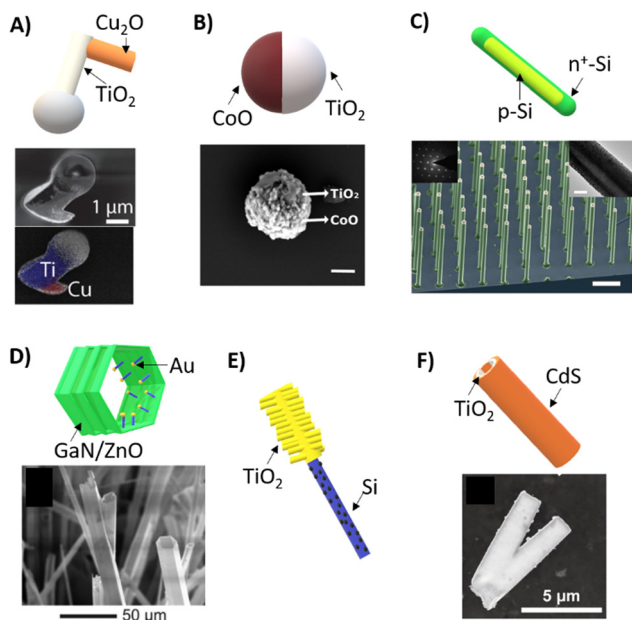 A)
Cu₂O
TiO₂
1 µm
Ti
Cu
B)
CoO
TiO₂
TiO₂
CoO
C)
n⁺-Si
p-Si
D)
Au
GaN/ZnO
50 µm
E)
TiO₂
Si
F)
CdS
TiO₂
5 µm